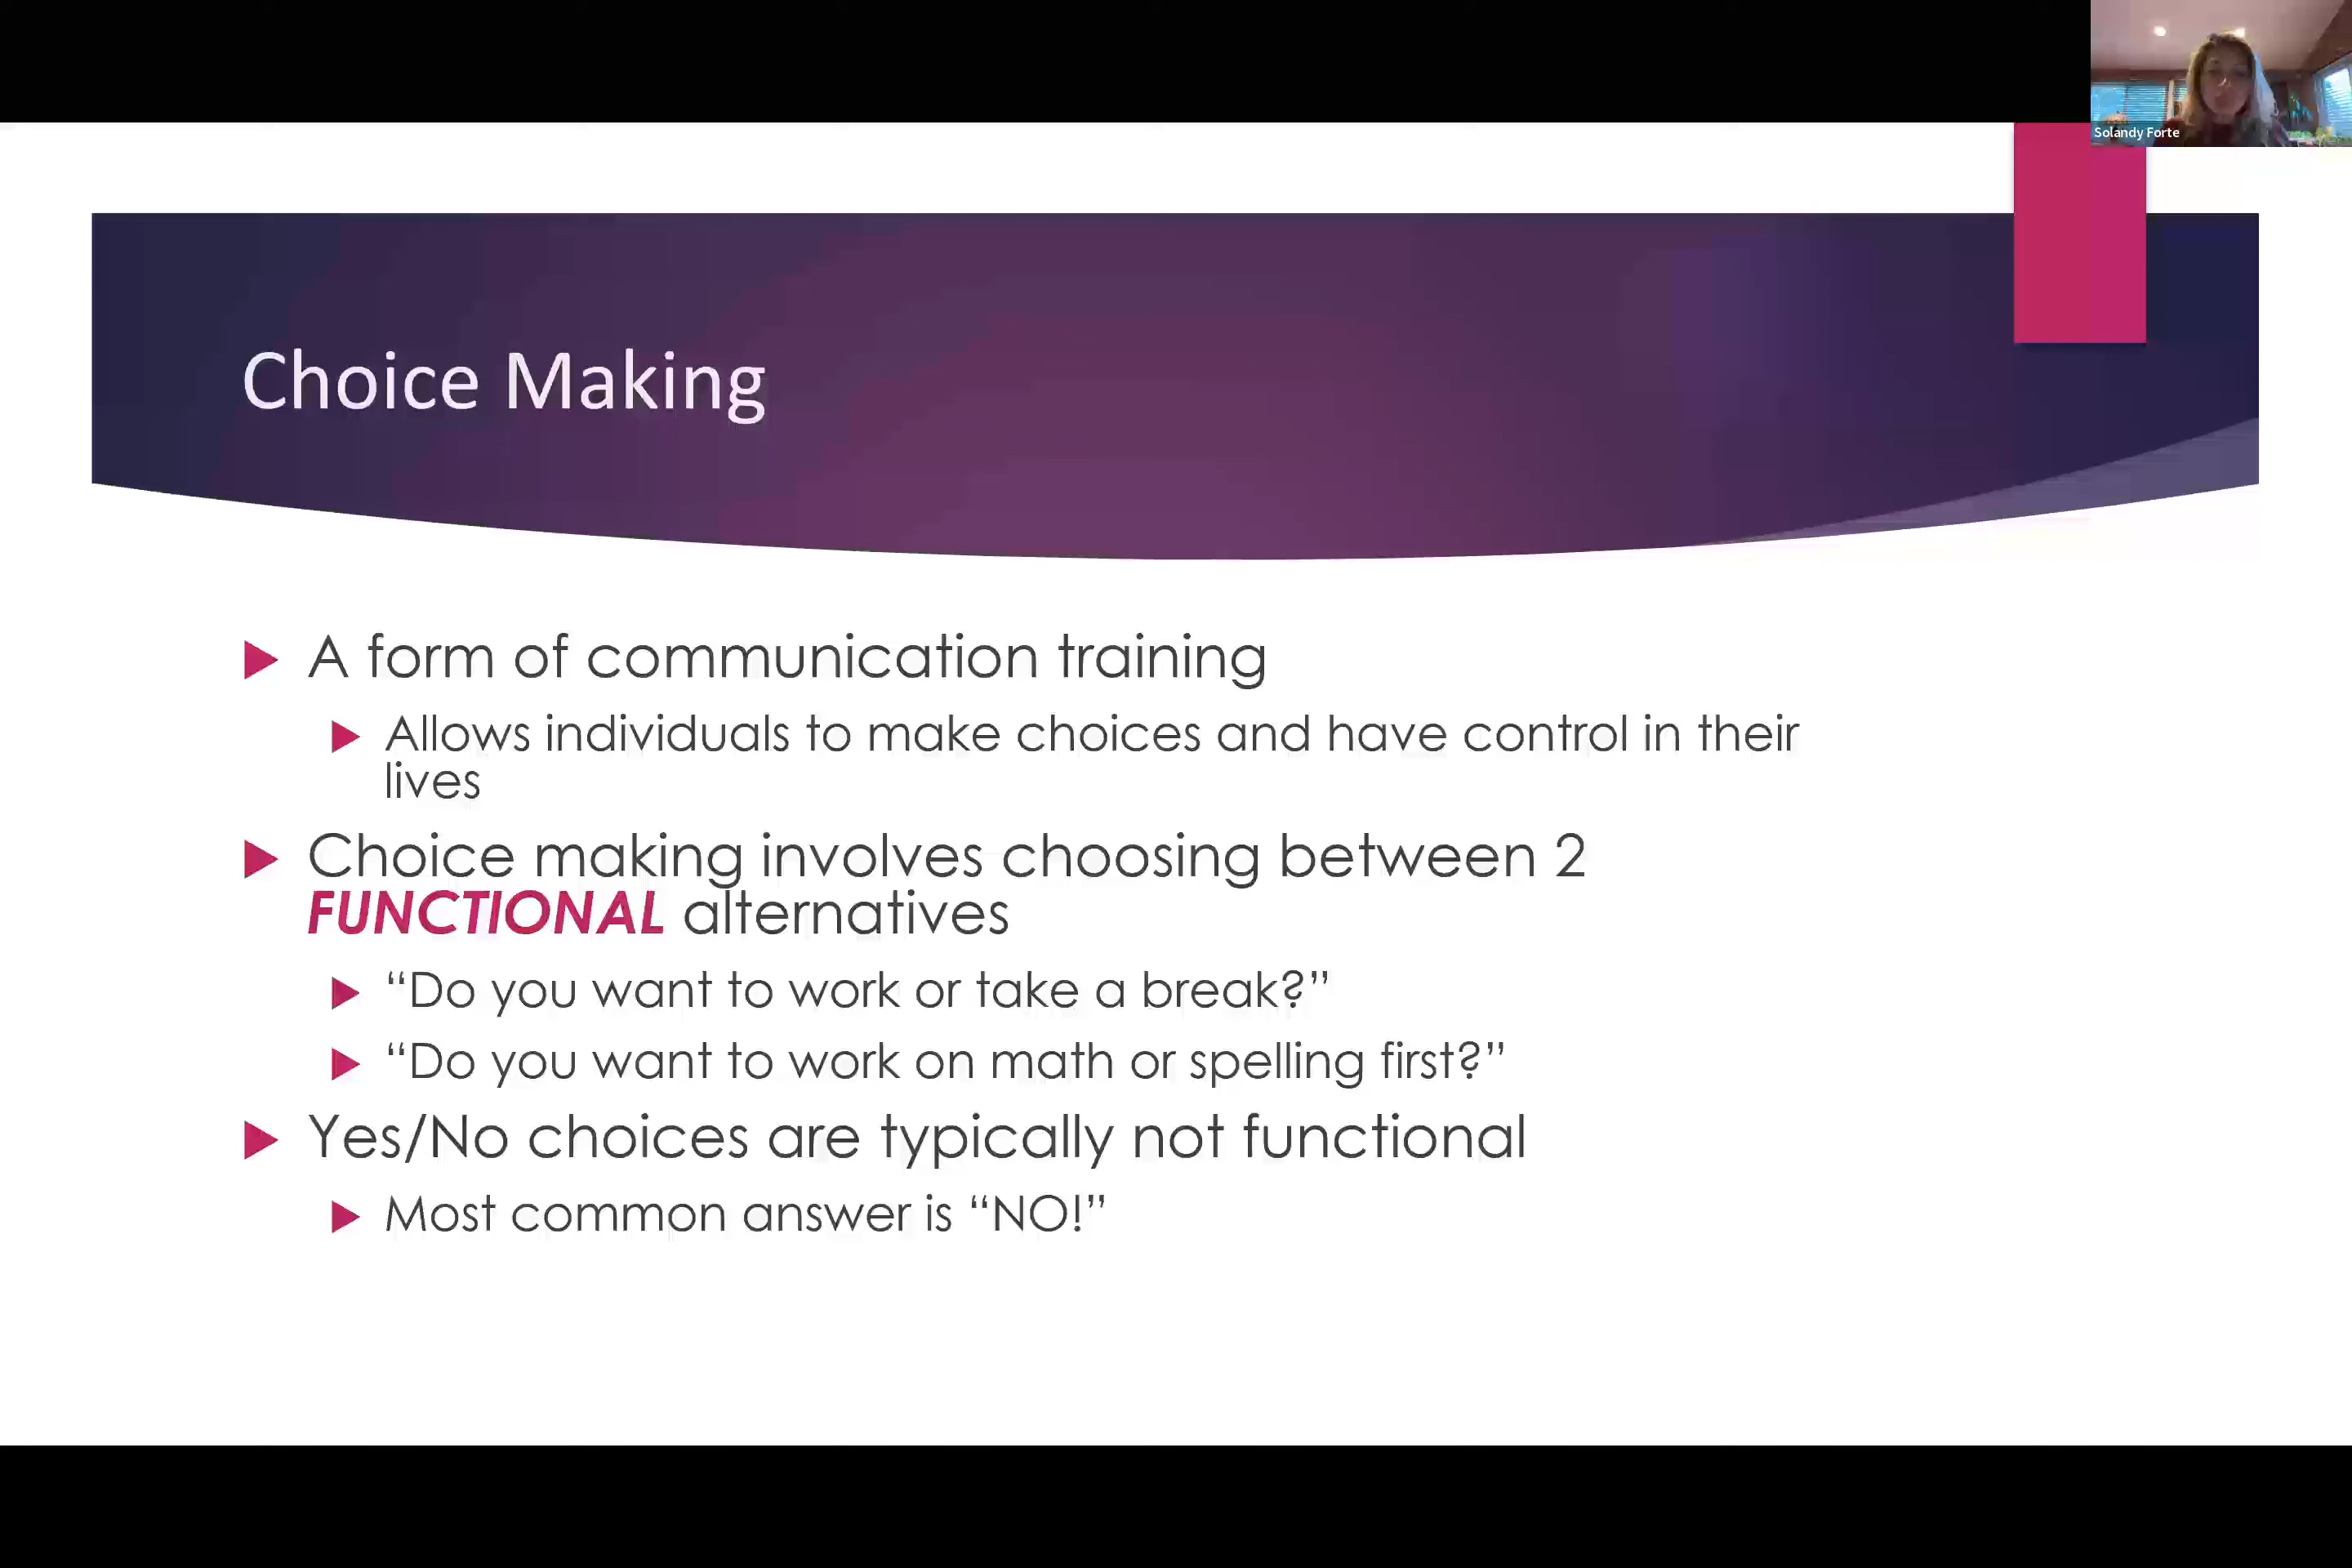 Solandy Forte
Choice Making
A form of communication training
Allows individuals to make choices and have control in their
lives
Choice making involves choosing between 2
FUNCTIONAL alternatives
“Do you want to work or take a break?”
“Do you want to work on math or spelling first?”
Yes/No choices are typically not functional
Most common answer is “NO!”